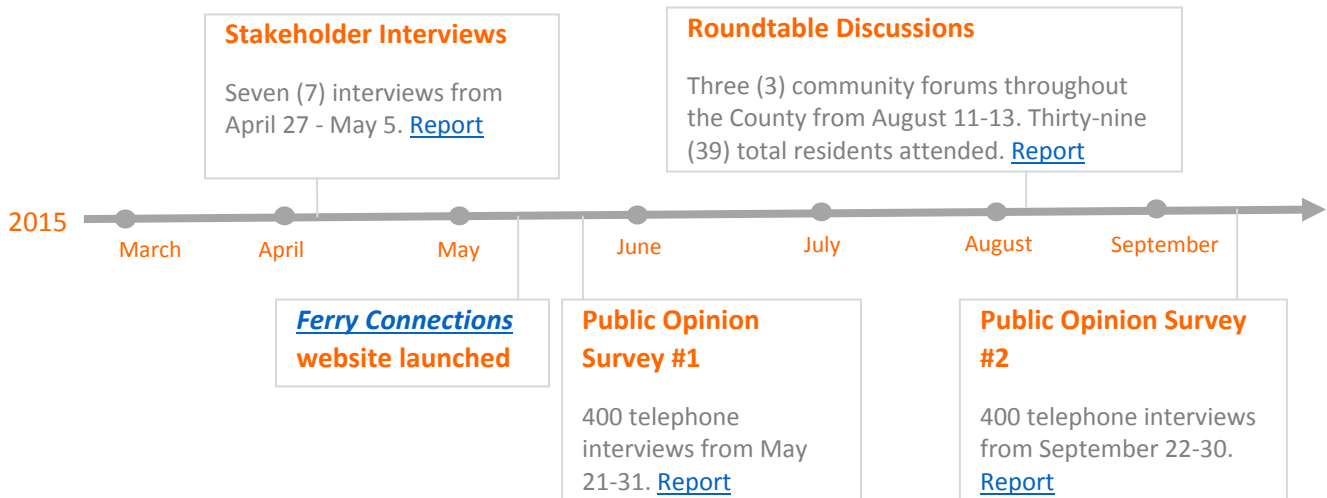 Stakeholder Interviews
Seven (7) interviews from
April 27 - May 5. Report
Roundtable Discussions
Three (3) community forums throughout
the County from August 11-13. Thirty-nine
(39) total residents attended. Report
2015
March
April
May
June
July
August
September
Ferry Connections
website launched
Public Opinion
Survey #1
400 telephone
interviews from May
21-31. Report
Public Opinion Survey
#2
400 telephone interviews
from September 22-30.
Report